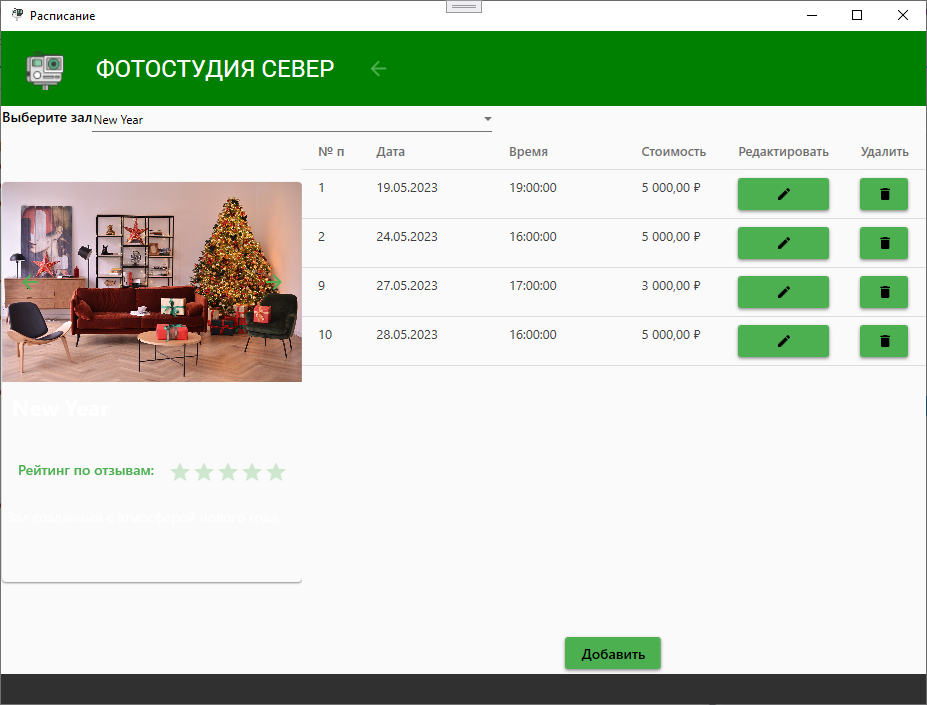 Расписание
ФОТОСТУДИЯ СЕВЕР
Выберите зал New Year
№ п Дата Время Стоимость Редактировать Удалить
1 19.05.2023 19:00:00 5 000,00 ₽
2 24.05.2023 16:00:00 5 000,00 ₽
9 27.05.2023 17:00:00 3 000,00 ₽
10 28.05.2023 16:00:00 5 000,00 ₽
New Year
Рейтинг по отзывам:
с атмосферой нового года
Добавить